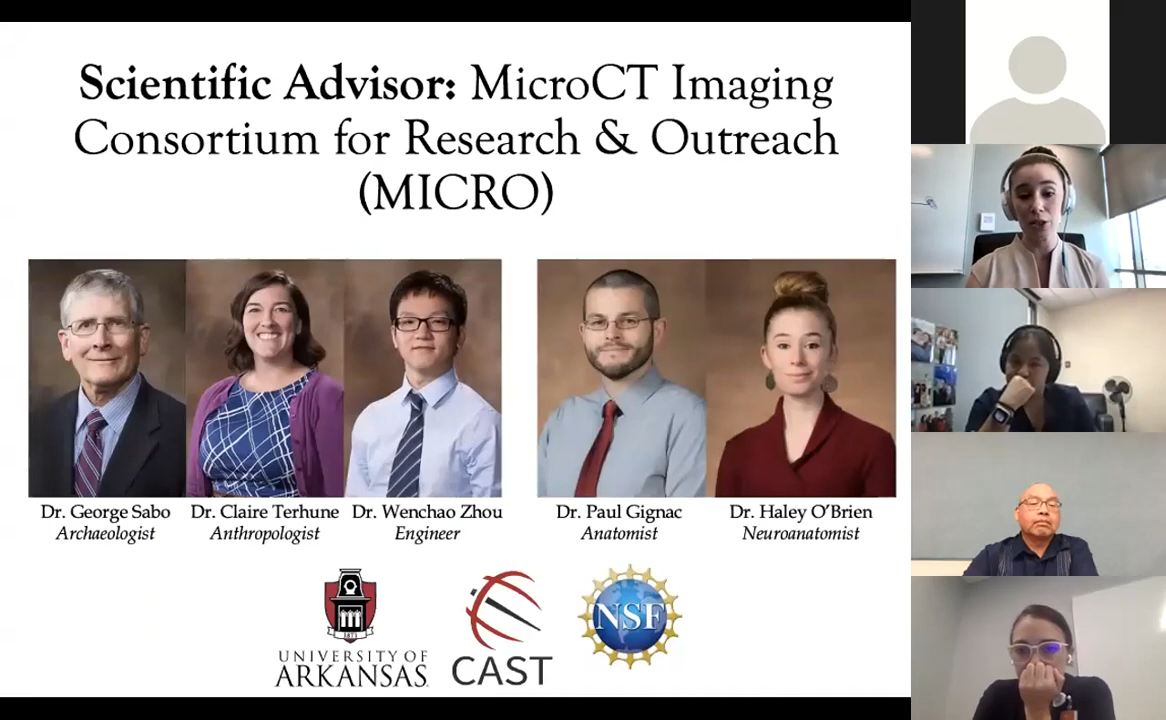 Scientific Advisor: MicroCT Imaging
Consortium for Research & Outreach
(MICRO)
Dr. George Sabo
Archaeologist
Dr. Claire Terhune
Anthropologist
Dr. Wenchao Zhou
Engineer
Dr. Paul Gignac
Anatomist
Dr. Haley O'Brien
Neuroanatomist
1871
UNIVERSITY OF
ARKANSAS
CAST
NSF